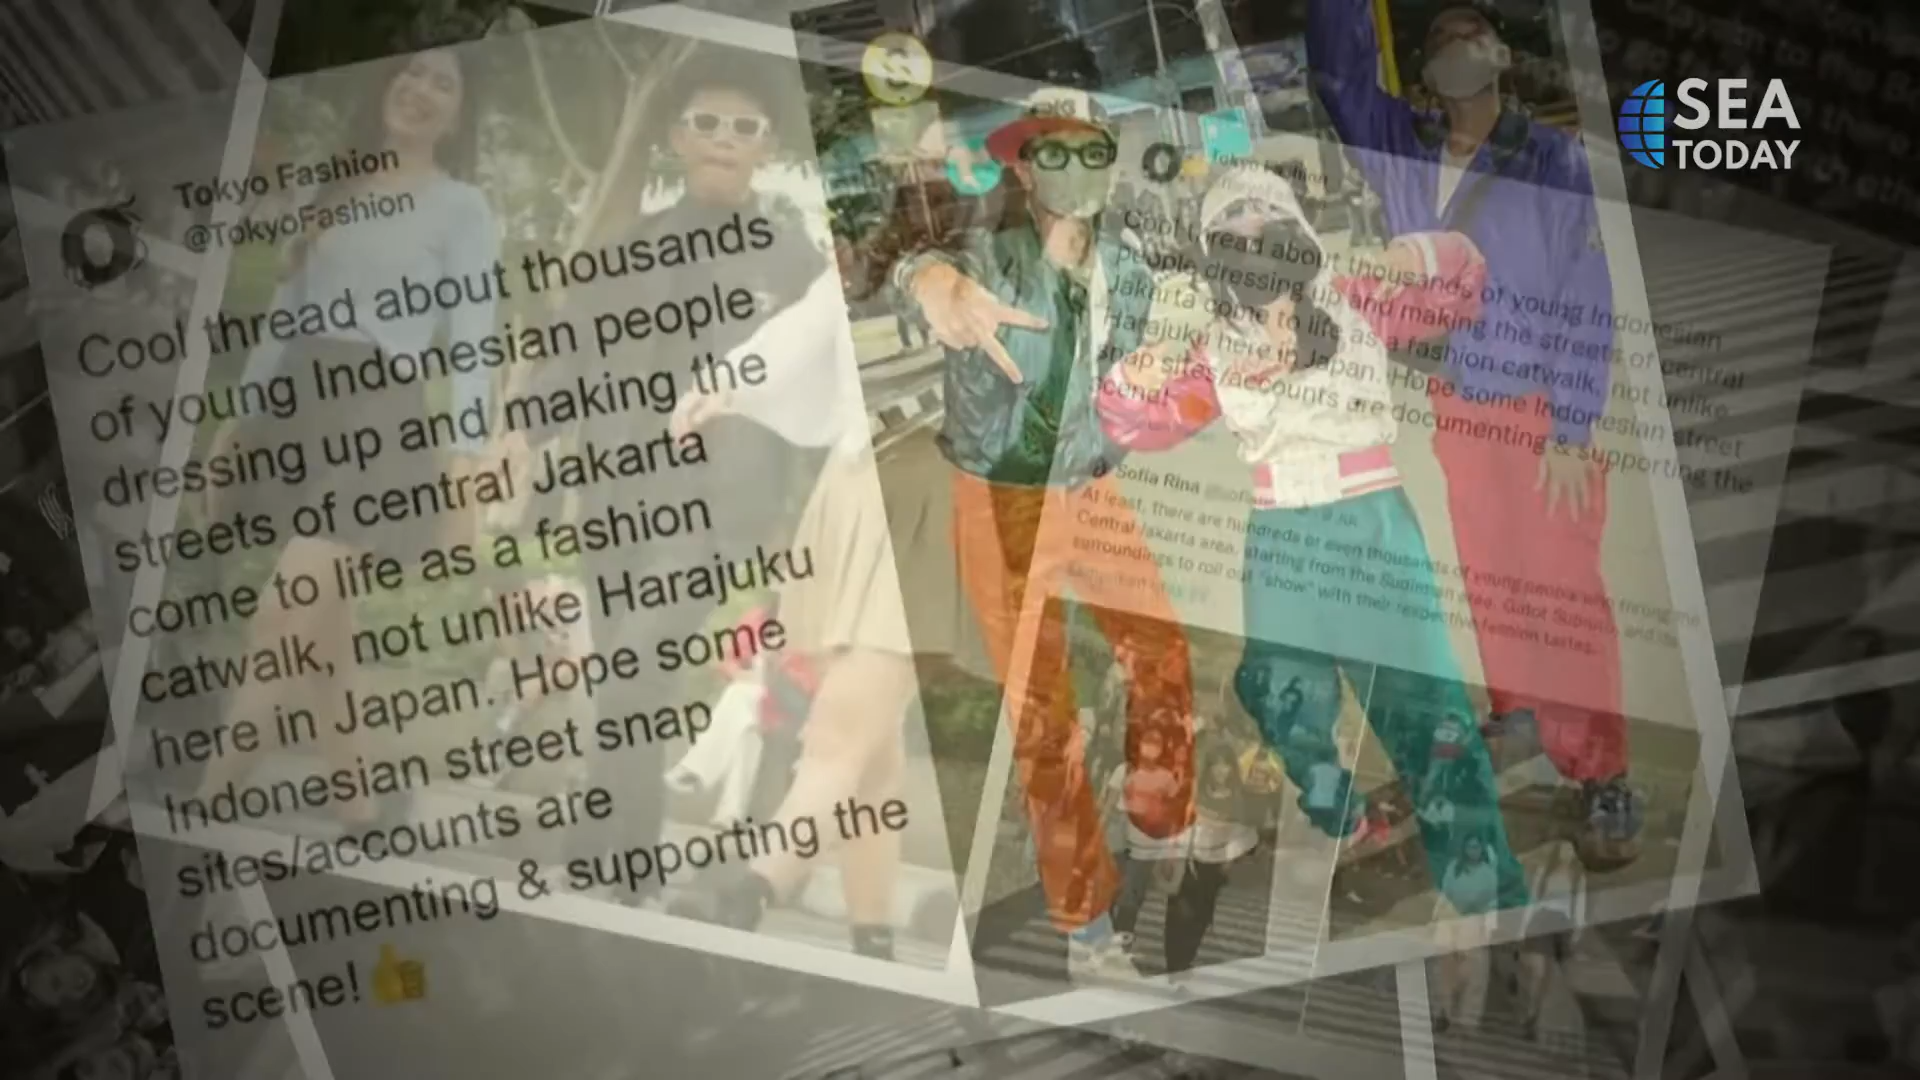 SEA
TODAY
Tokyo Fashion
@TokyoFashion
Cool thread about thousands
of young Indonesian people
dressing up and making the
streets of central Jakarta
come to life as a fashion
catwalk, not unlike Harajuku
here in Japan. Hope some
Indonesian street snap
sites/accounts are
documenting & supporting the
scene!👍
Tokyo Fashion
Cool thread about thousands of young Indonesian
people dressing up and making the streets of central
Jakarta come to life as a fashion catwalk, not unlike
Harajuku here in Japan. Hope some Indonesian street
snap sites/accounts are documenting & supporting the
scene!
Sofia Rina
At least, there are hundreds or even thousands of young people who throng the
Central Jakarta area, starting from the Sudirman area, Gatot Subroto and its
surroundings to roll out "show" with their respective fashion tastes.